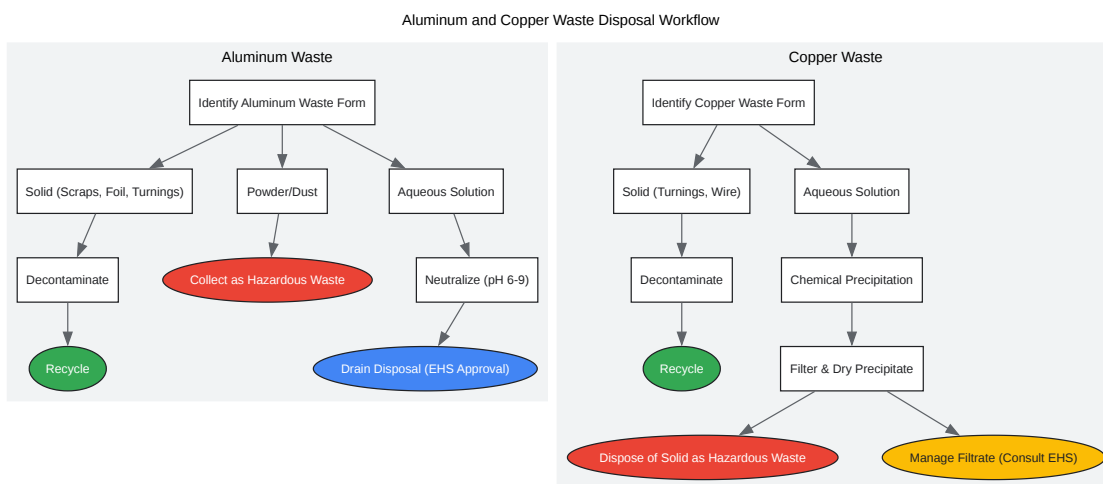 Aluminum and Copper Waste Disposal Workflow
Aluminum Waste
Identify Aluminum Waste Form
Solid (Scraps, Foil, Turnings)
Powder/Dust
Aqueous Solution
Decontaminate
Collect as Hazardous Waste
Neutralize (pH 6-9)
Recycle
Drain Disposal (EHS Approval)
Copper Waste
Identify Copper Waste Form
Solid (Turnings, Wire)
Aqueous Solution
Decontaminate
Chemical Precipitation
Recycle
Filter & Dry Precipitate
Dispose of Solid as Hazardous Waste
Manage Filtrate (Consult EHS)